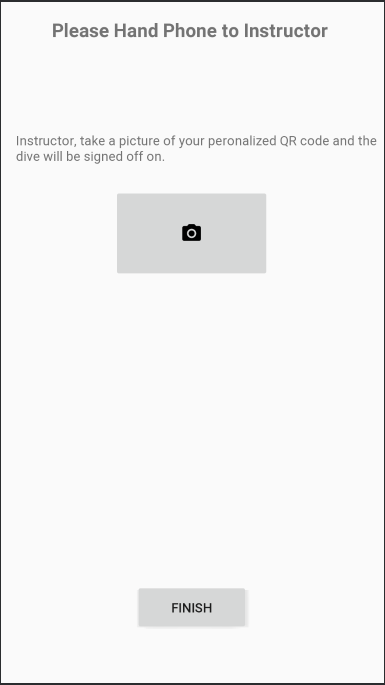 Please Hand Phone to Instructor
Instructor, take a picture of your peronalized QR code and the
dive will be signed off on.
FINISH